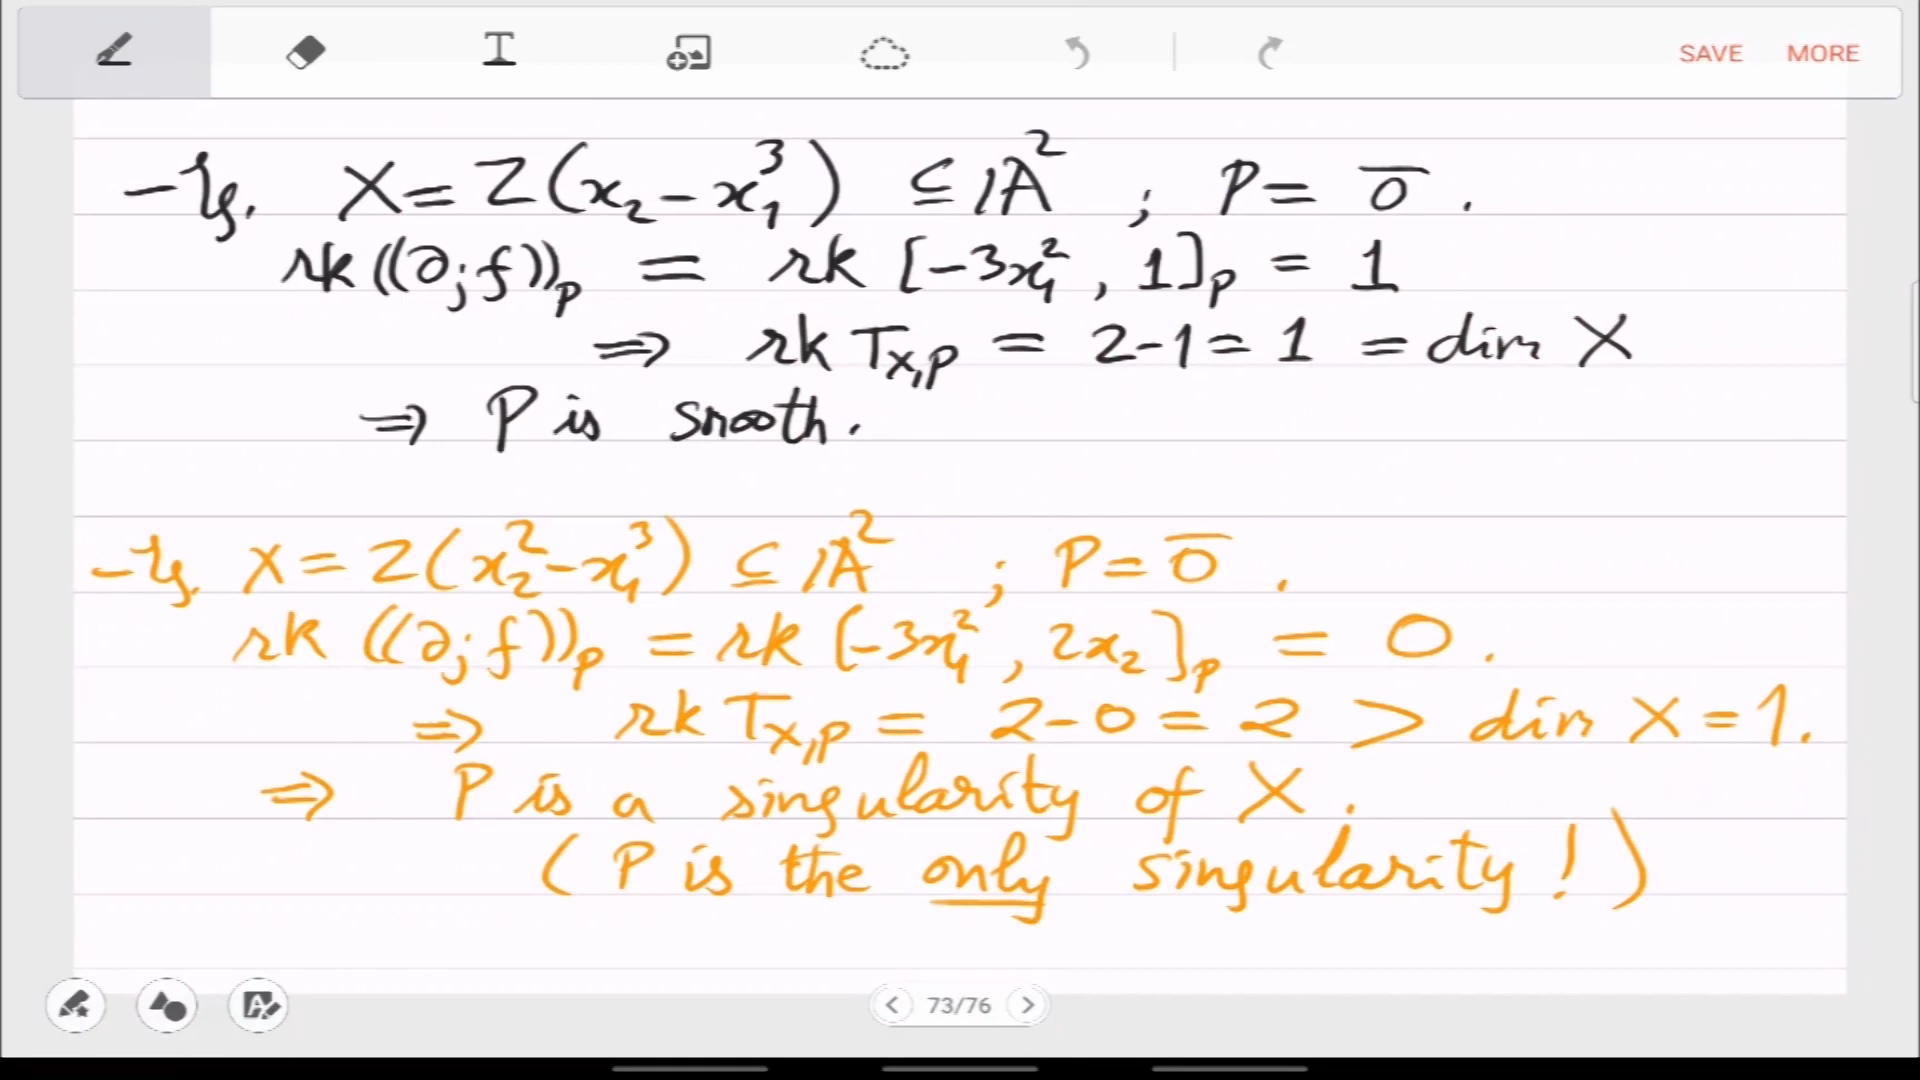 SAVE MORE
- Eg. X = Z(x₂ - x₁³) ⊆ 𝔸² ; P = 0̅ .
rk ((∂ⱼf))ₚ = rk [-3x₁² , 1]ₚ = 1
⇒ rk T_{X,P} = 2-1 = 1 = dim X
⇒ P is smooth.
- Eg. X = Z(x₂² - x₁³) ⊆ 𝔸² ; P = 0̅ .
rk ((∂ⱼf))ₚ = rk [-3x₁² , 2x₂]ₚ = 0 .
⇒ rk T_{X,P} = 2-0 = 2 > dim X = 1.
⇒ P is a singularity of X.
( P is the only singularity! )
73/76